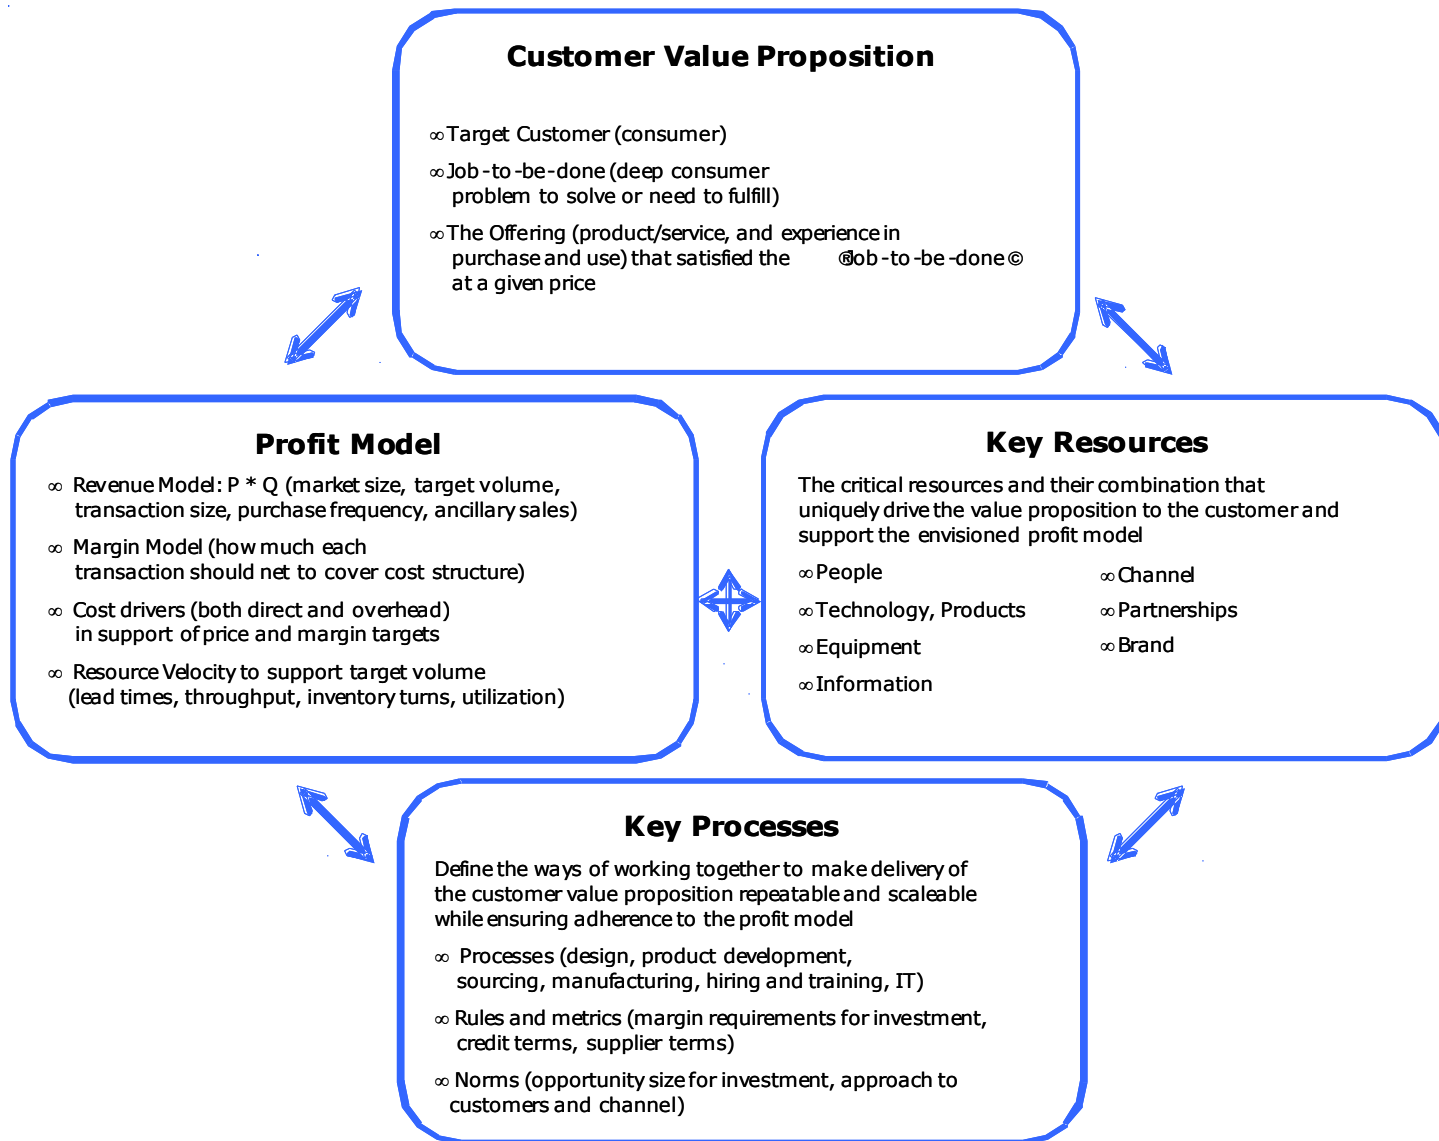 Customer Value Proposition
∞ Target Customer (consumer)
∞ Job-to-be-done (deep consumer
problem to solve or need to fulfill)
∞ The Offering (product/service, and experience in
purchase and use) that satisfied the ®Job-to-be-done©
at a given price
Profit Model
∞ Revenue Model: P * Q (market size, target volume,
transaction size, purchase frequency, ancillary sales)
∞ Margin Model (how much each
transaction should net to cover cost structure)
∞ Cost drivers (both direct and overhead)
in support of price and margin targets
∞ Resource Velocity to support target volume
(lead times, throughput, inventory turns, utilization)
Key Resources
The critical resources and their combination that
uniquely drive the value proposition to the customer and
support the envisioned profit model
∞ People
∞ Technology, Products
∞ Equipment
∞ Information
∞ Channel
∞ Partnerships
∞ Brand
Key Processes
Define the ways of working together to make delivery of
the customer value proposition repeatable and scaleable
while ensuring adherence to the profit model
∞ Processes (design, product development,
sourcing, manufacturing, hiring and training, IT)
∞ Rules and metrics (margin requirements for investment,
credit terms, supplier terms)
∞ Norms (opportunity size for investment, approach to
customers and channel)